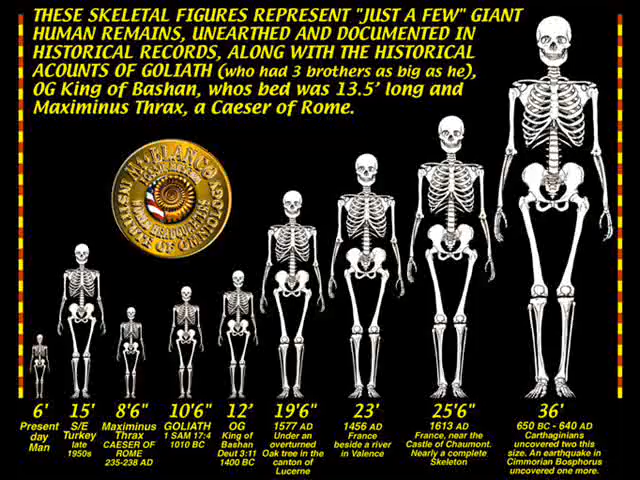 THESE SKELETAL FIGURES REPRESENT "JUST A FEW" GIANT
HUMAN REMAINS, UNEARTHED AND DOCUMENTED IN
HISTORICAL RECORDS, ALONG WITH THE HISTORICAL
ACOUNTS OF GOLIATH (who had 3 brothers as big as he),
OG King of Bashan, whos bed was 13.5' long and
Maximinus Thrax, a Caeser of Rome.
Mt. BLANCO
6'
Present
day
Man
15'
S/E
Turkey
late
1950s
8'6"
Maximinus
Thrax
CAESER OF
ROME
235-238 AD
10'6"
GOLIATH
1 SAM 17:4
1010 BC
12'
OG
King of
Bashan
Deut 3:11
1400 BC
19'6"
1577 AD
Under an
overturned
Oak tree in the
canton of
Lucerne
23'
1456 AD
France
beside a river
in Valence
25'6"
1613 AD
France, near the
Castle of Chaumont.
Nearly a complete
Skeleton
36'
650 BC - 640 AD
Carthaginians
uncovered two this
size. An earthquake in
Cimmorian Bosphorus
uncovered one more.